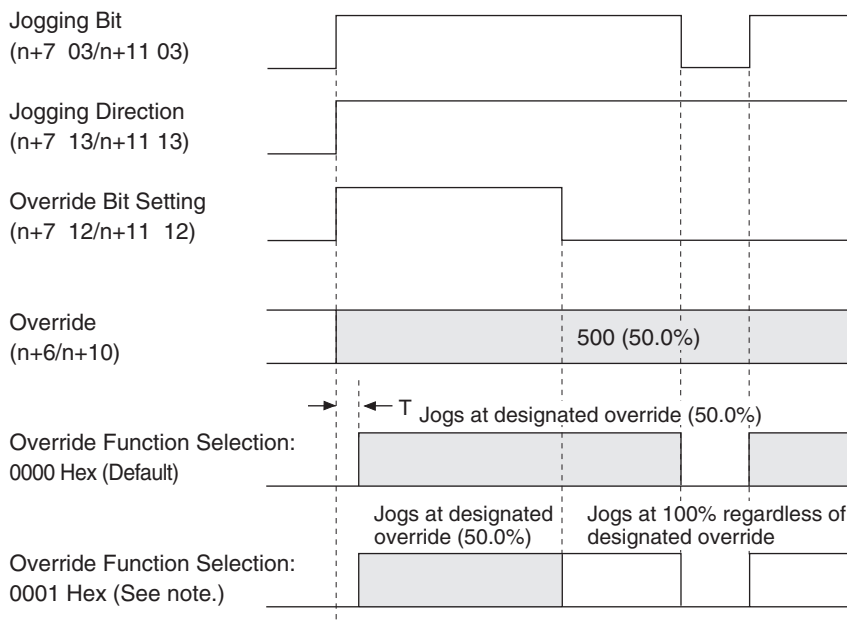 Jogging Bit
(n+7  03/n+11 03)
Jogging Direction
(n+7  13/n+11 13)
Override Bit Setting
(n+7  12/n+11  12)
Override
(n+6/n+10)
500 (50.0%)
T
Jogs at designated override (50.0%)
Override Function Selection:
0000 Hex (Default)
Jogs at designated
override (50.0%)
Jogs at 100% regardless of
designated override
Override Function Selection:
0001 Hex (See note.)